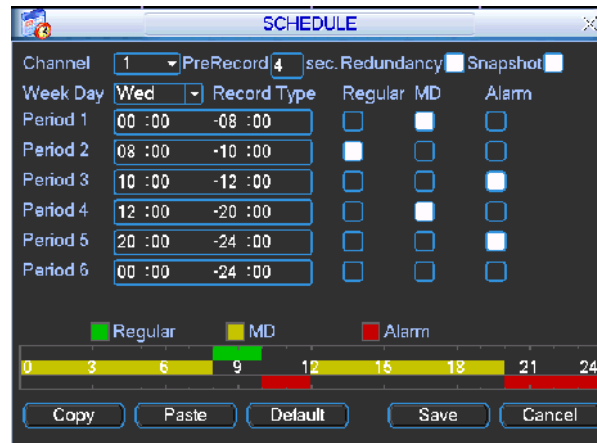 SCHEDULE
Channel 1 PreRecord 4 sec. Redundancy Snapshot
Week Day Wed Record Type Regular MD Alarm
Period 1 00 :00 -08 :00
Period 2 08 :00 -10 :00
Period 3 10 :00 -12 :00
Period 4 12 :00 -20 :00
Period 5 20 :00 -24 :00
Period 6 00 :00 -24 :00
Regular MD Alarm
0 3 6 9 12 15 18 21 24
Copy Paste Default Save Cancel